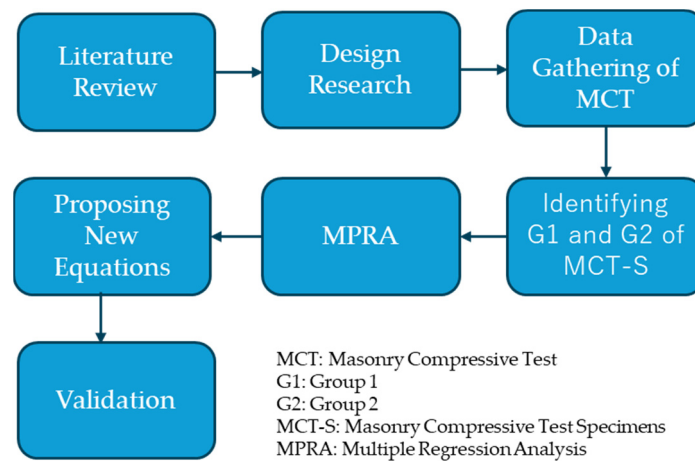 Literature
Review
Design
Research
Data
Gathering of
MCT
Identifying
G1 and G2 of
MCT-S
MPRA
Proposing
New
Equations
Validation
MCT: Masonry Compressive Test
G1: Group 1
G2: Group 2
MCT-S: Masonry Compressive Test Specimens
MPRA: Multiple Regression Analysis